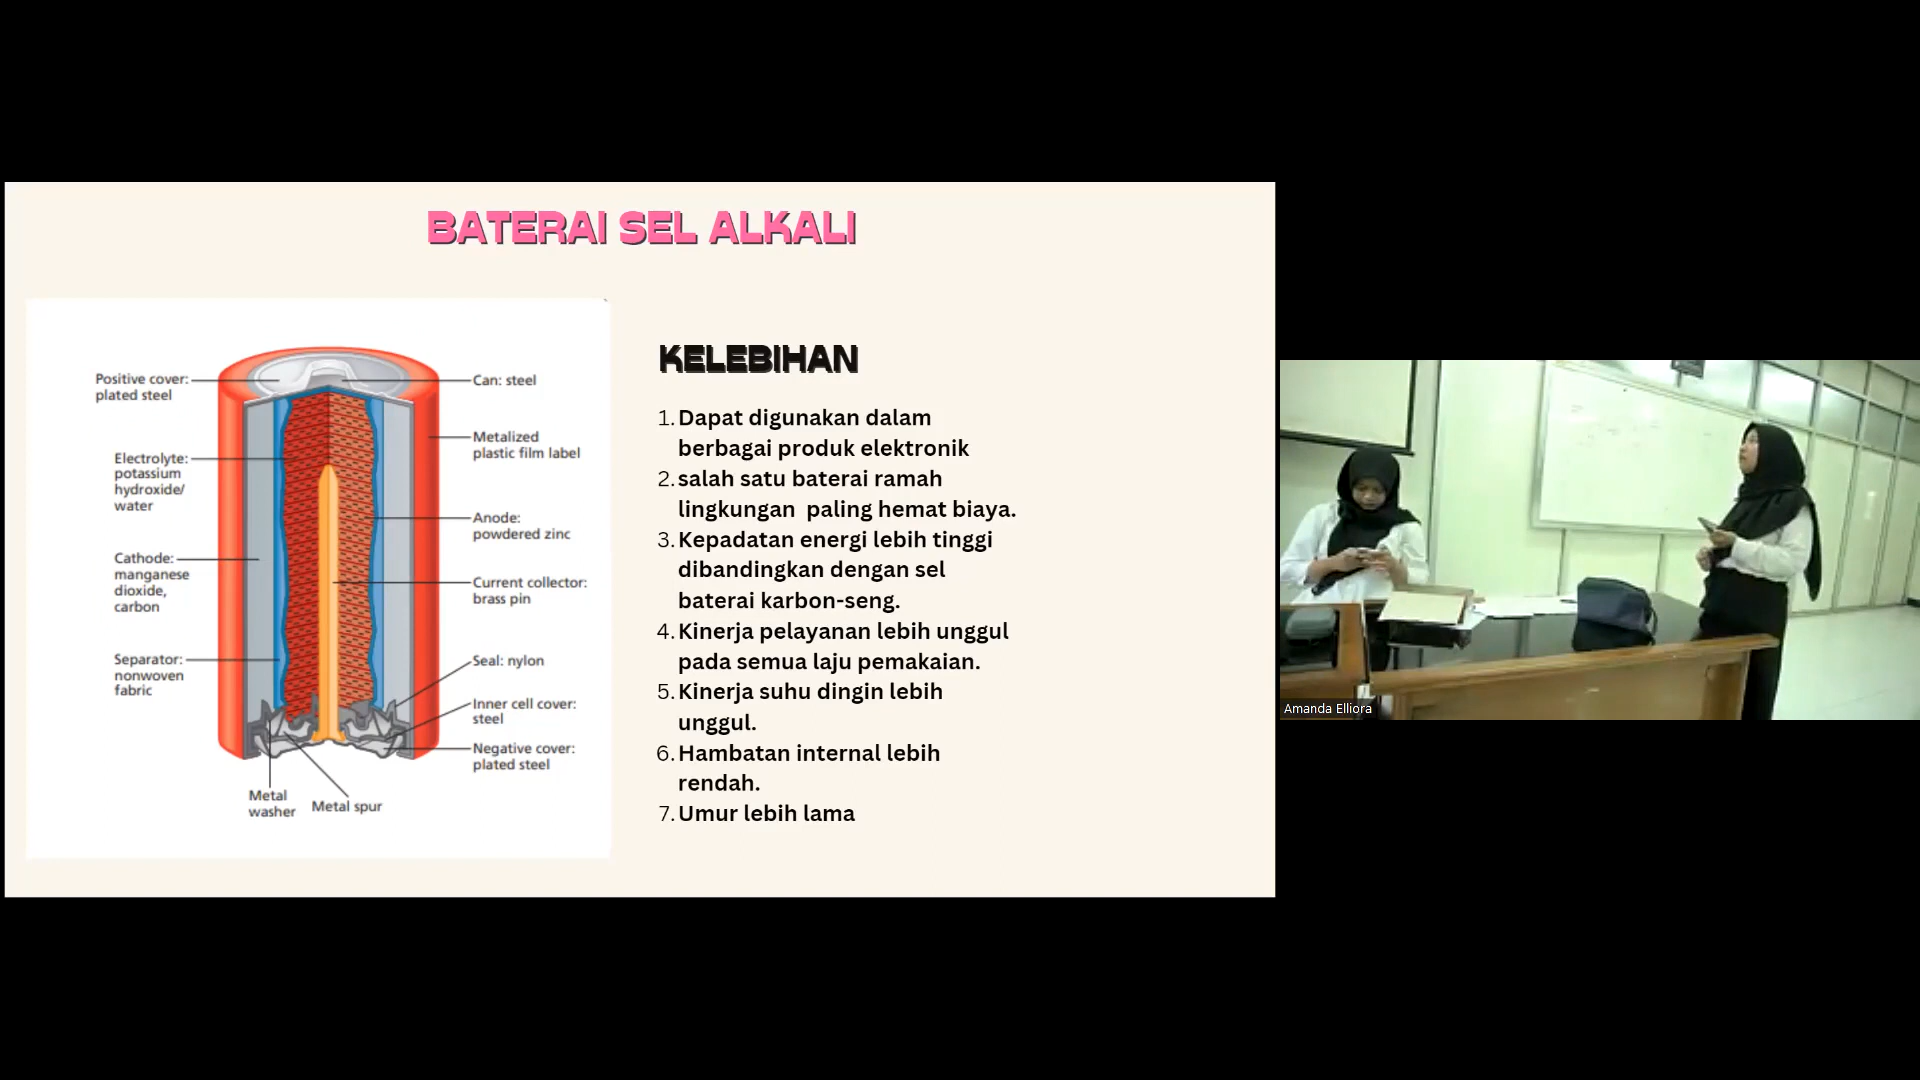 BATERAI SEL ALKALI
Positive cover:
plated steel
Electrolyte:
potassium
hydroxide/
water
Cathode:
manganese
dioxide,
carbon
Separator:
nonwoven
fabric
Metal
washer
Metal spur
Can: steel
Metalized
plastic film label
Anode:
powdered zinc
Current collector:
brass pin
Seal: nylon
Inner cell cover:
steel
Negative cover:
plated steel
KELEBIHAN
1. Dapat digunakan dalam
berbagai produk elektronik
2. salah satu baterai ramah
lingkungan  paling hemat biaya.
3. Kepadatan energi lebih tinggi
dibandingkan dengan sel
baterai karbon-seng.
4. Kinerja pelayanan lebih unggul
pada semua laju pemakaian.
5. Kinerja suhu dingin lebih
unggul.
6. Hambatan internal lebih
rendah.
7. Umur lebih lama
Amanda Elliora